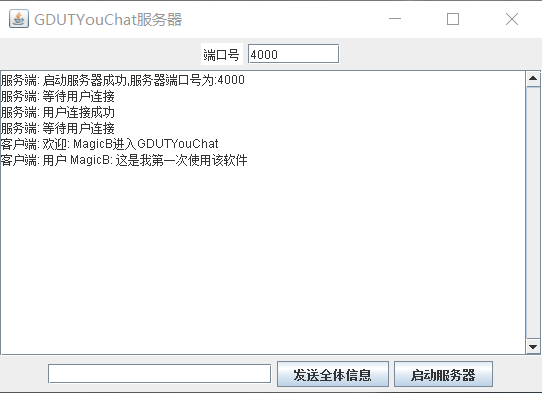 GDUTYouChat服务器
端口号 4000
服务端: 启动服务器成功,服务器端口号为:4000
服务端: 等待用户连接
服务端: 用户连接成功
服务端: 等待用户连接
客户端: 欢迎: MagicB进入GDUTYouChat
客户端: 用户 MagicB: 这是我第一次使用该软件
发送全体信息 启动服务器